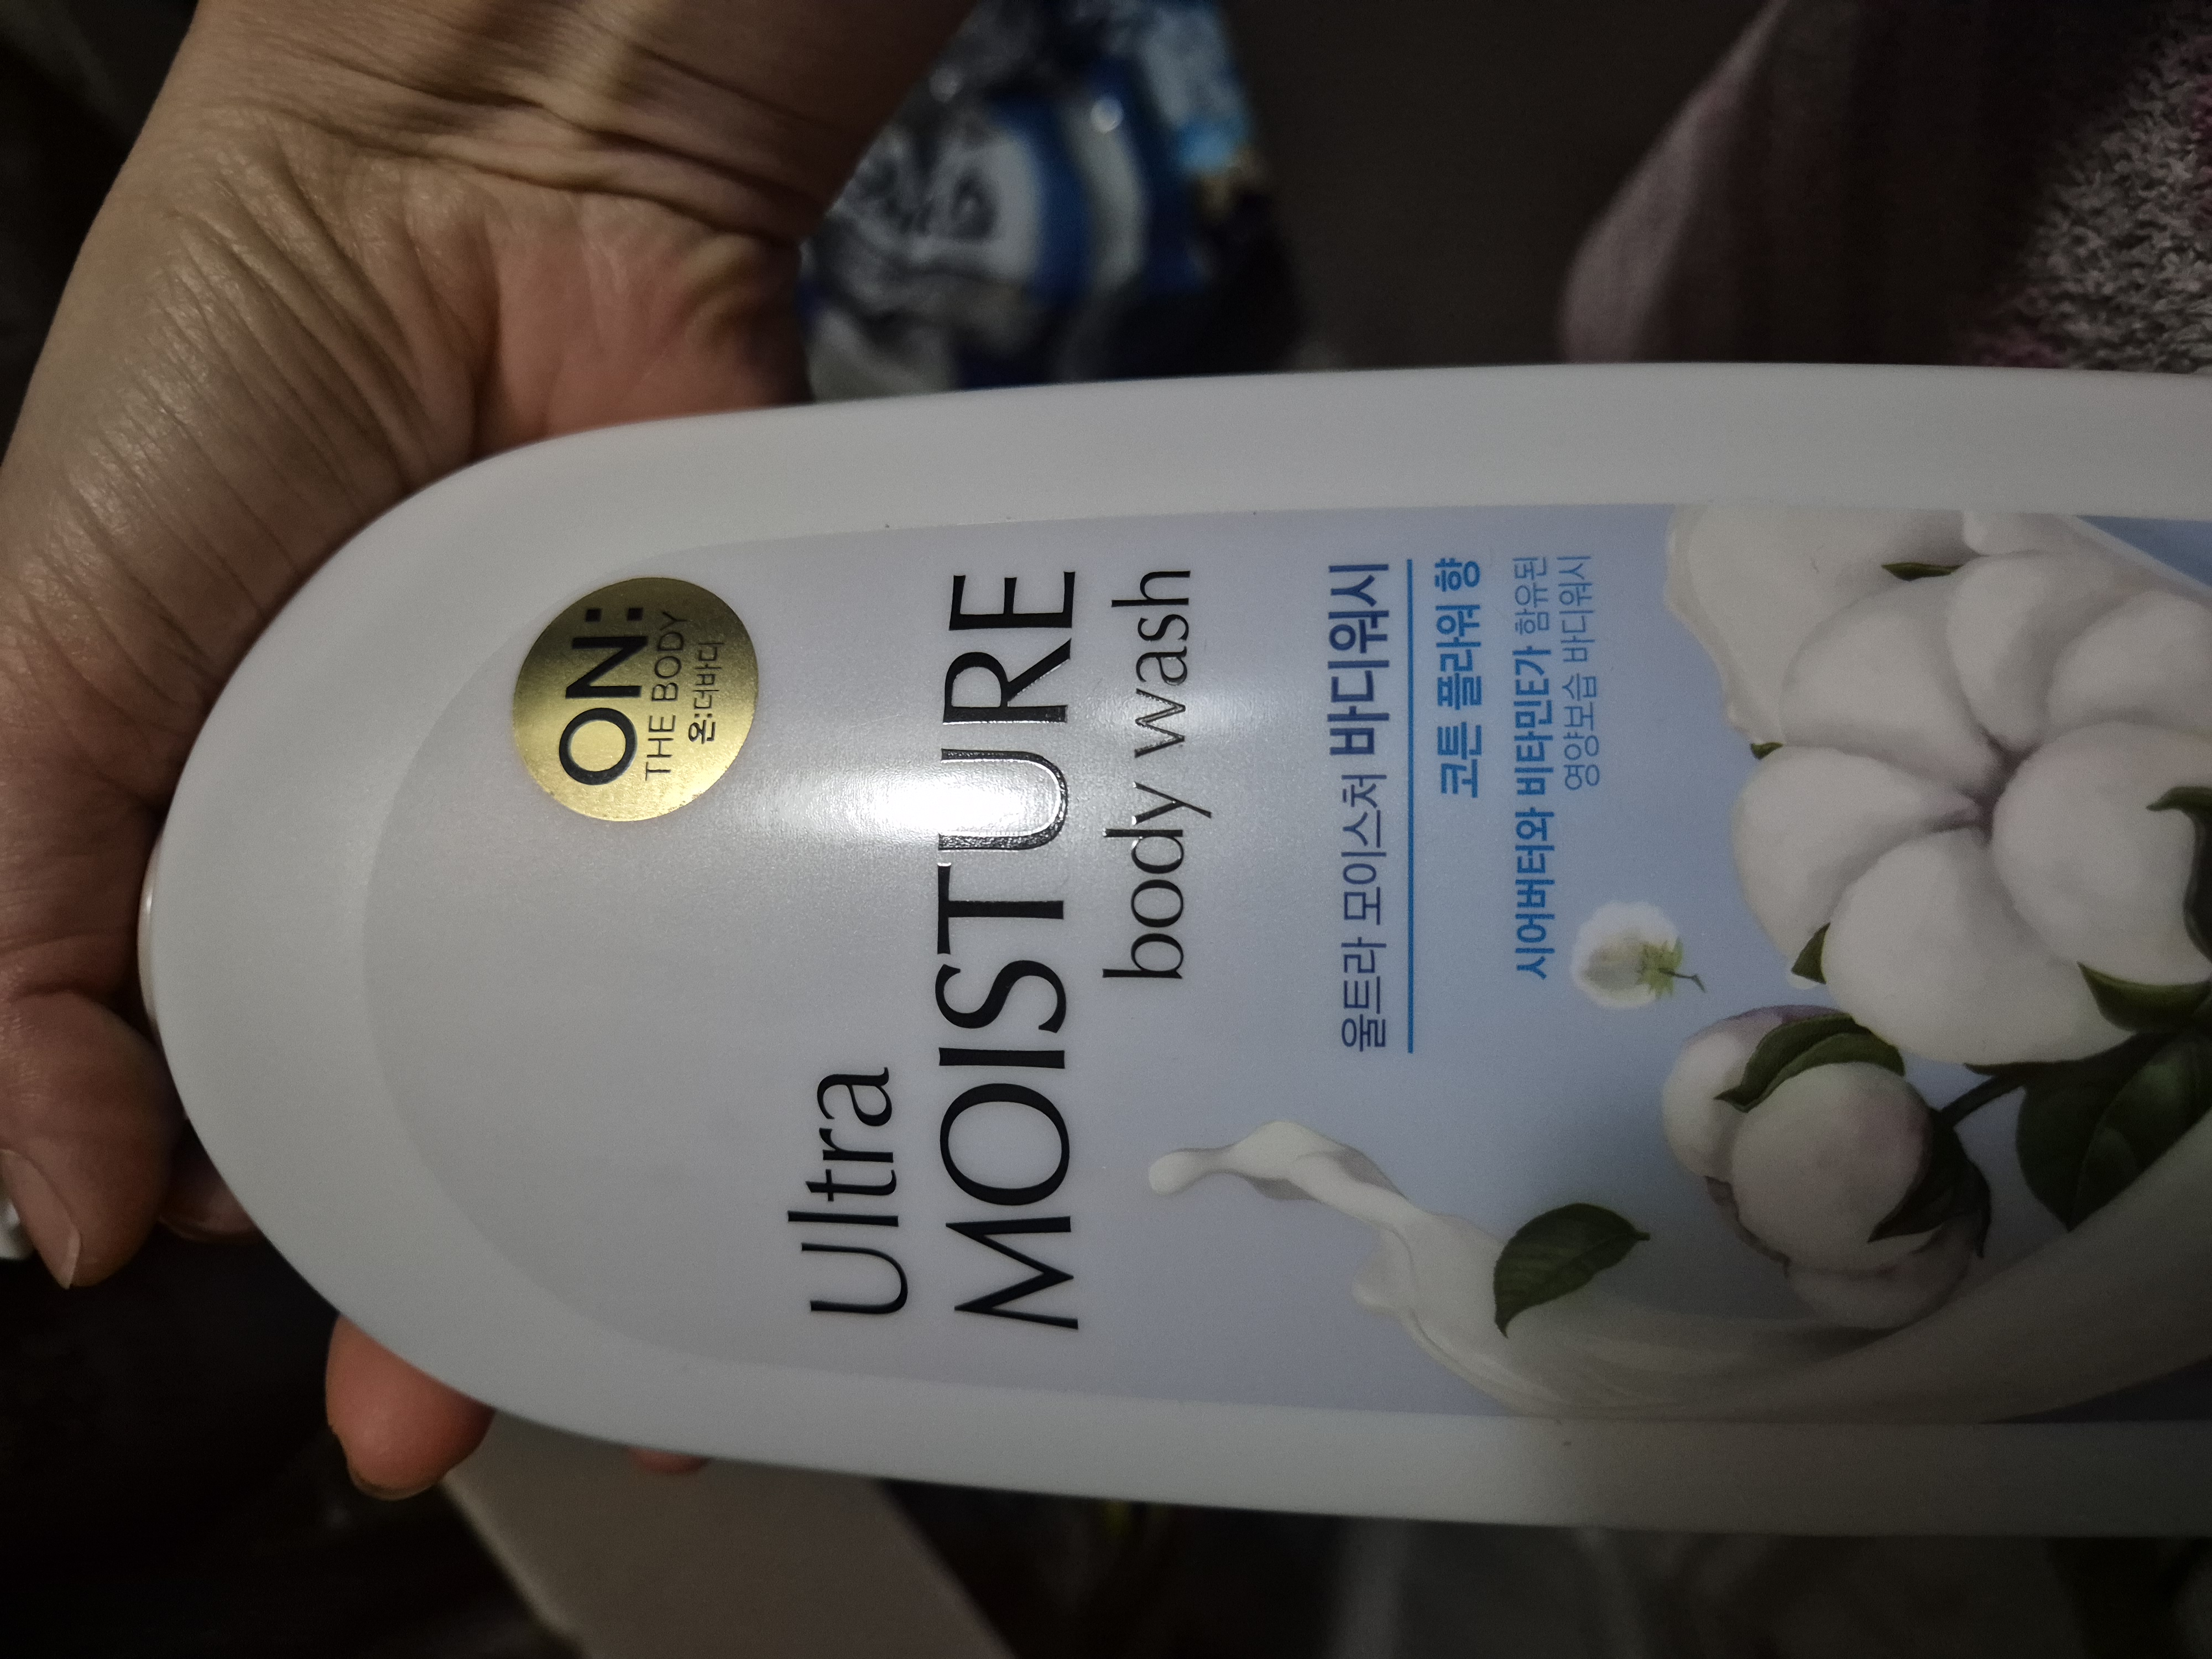 ON:
THE BODY
온:더바디
Ultra
MOISTURE
body wash
울트라 모이스처 바디워시
코튼 플라워 향
시어버터와 비타민E가 함유된
영양보습 바디워시